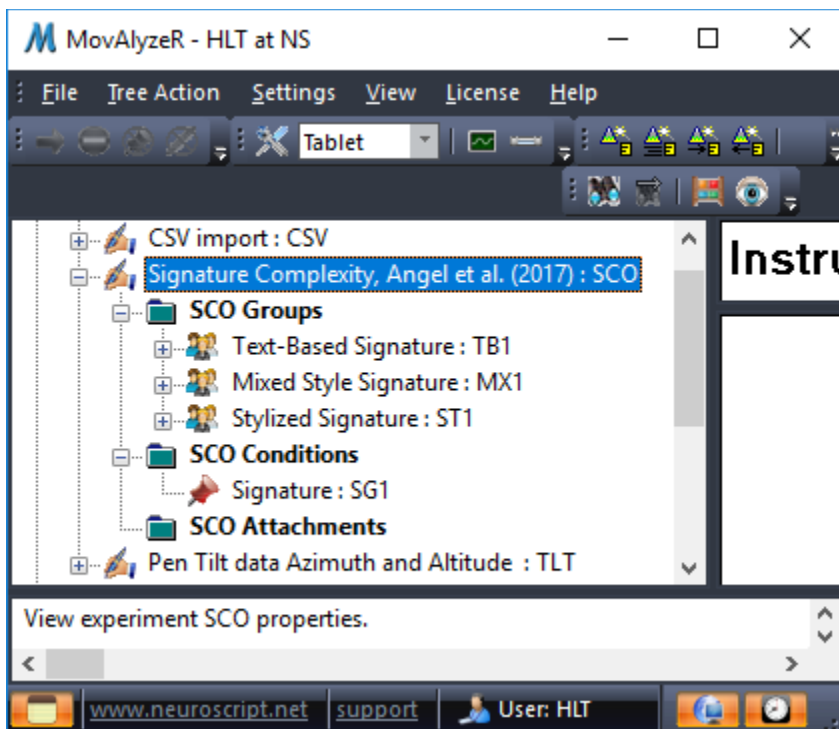 MovAlyzeR - HLT at NS
File Tree Action Settings View License Help
Tablet
CSV import : CSV
Signature Complexity, Angel et al. (2017) : SCO
SCO Groups
Text-Based Signature : TB1
Mixed Style Signature : MX1
Stylized Signature : ST1
SCO Conditions
Signature : SG1
SCO Attachments
Pen Tilt data Azimuth and Altitude : TLT
Instru
View experiment SCO properties.
www.neuroscript.net support User: HLT